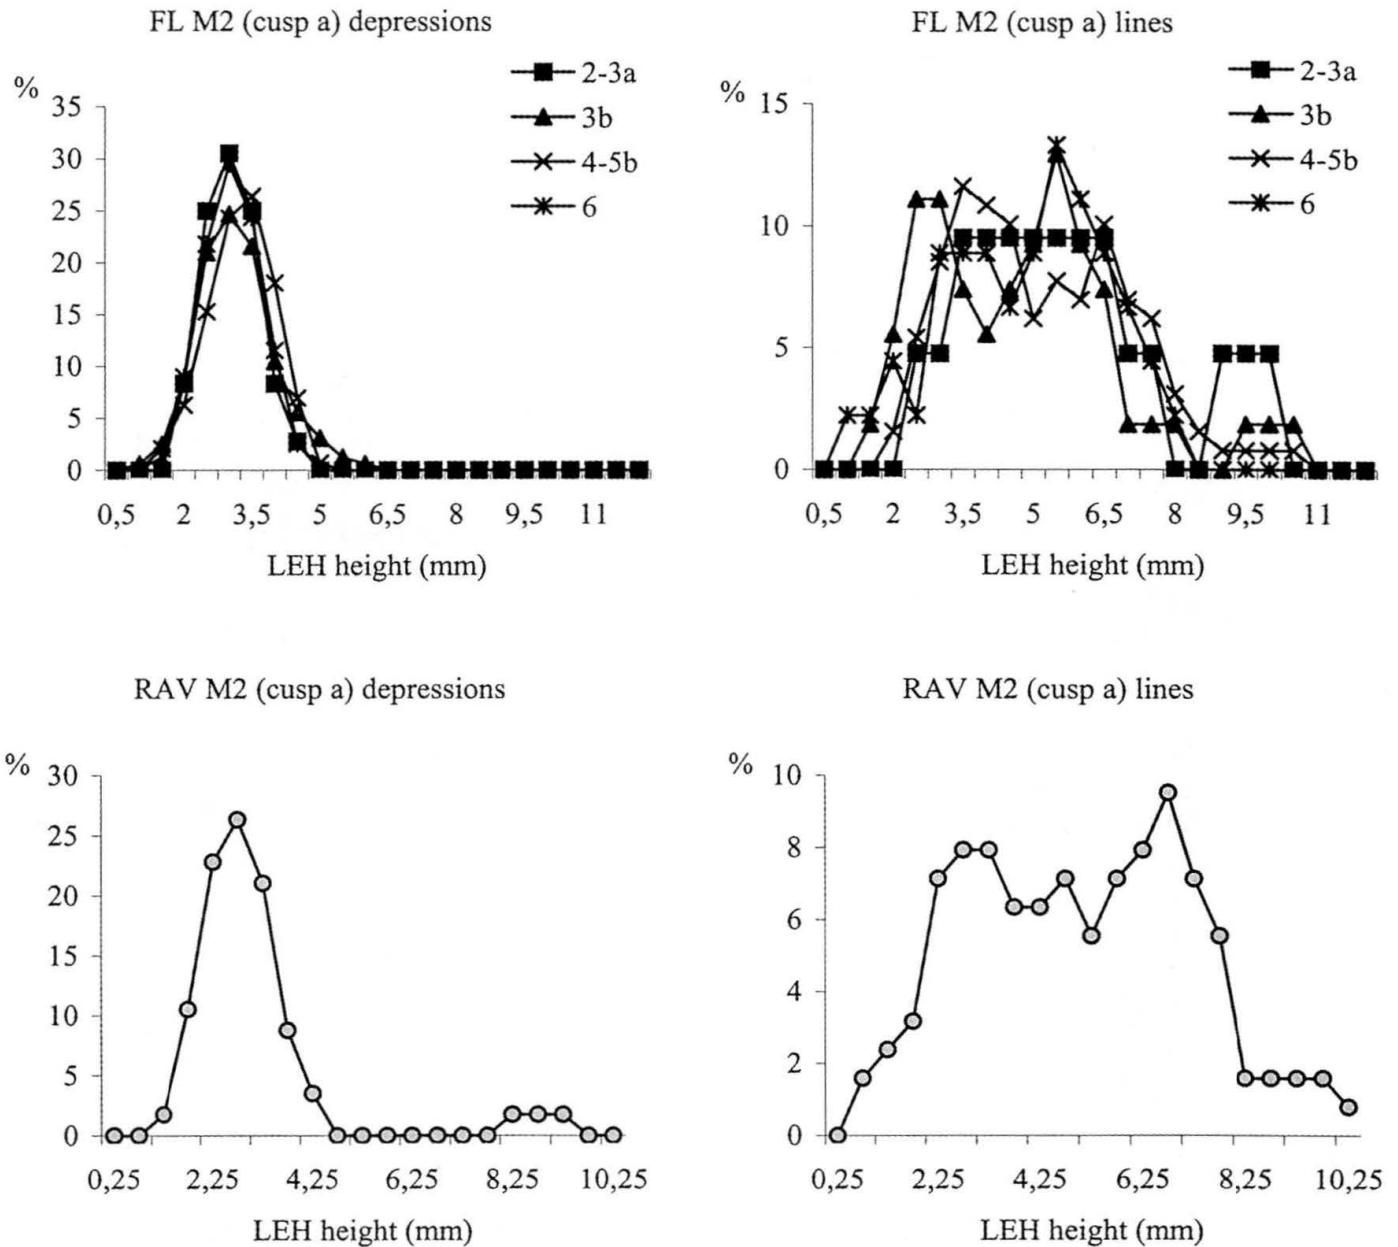 FL M2 (cusp a) depressions
2-3a
3b
4-5b
6
%
35
30
25
20
15
10
5
0
0,5 2 3,5 5 6,5 8 9,5 11
LEH height (mm)
FL M2 (cusp a) lines
2-3a
3b
4-5b
6
%
15
10
5
0
0,5 2 3,5 5 6,5 8 9,5 11
LEH height (mm)
RAV M2 (cusp a) depressions
%
30
25
20
15
10
5
0
0,25 2,25 4,25 6,25 8,25 10,25
LEH height (mm)
RAV M2 (cusp a) lines
%
10
8
6
4
2
0
0,25 2,25 4,25 6,25 8,25 10,25
LEH height (mm)